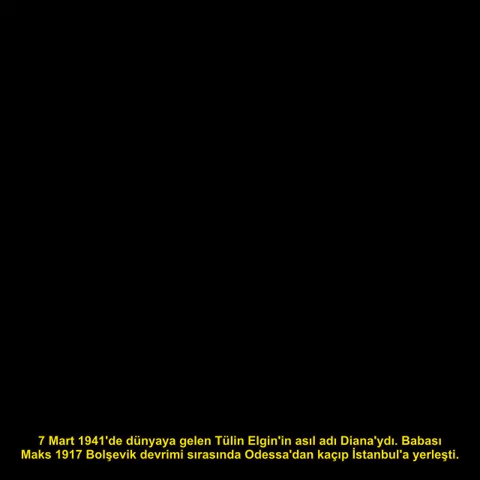 7 Mart 1941'de dünyaya gelen Tülin Elgin'in asıl adı Diana'ydı. Babası
Maks 1917 Bolşevik devrimi sırasında Odessa'dan kaçıp İstanbul'a yerleşti.